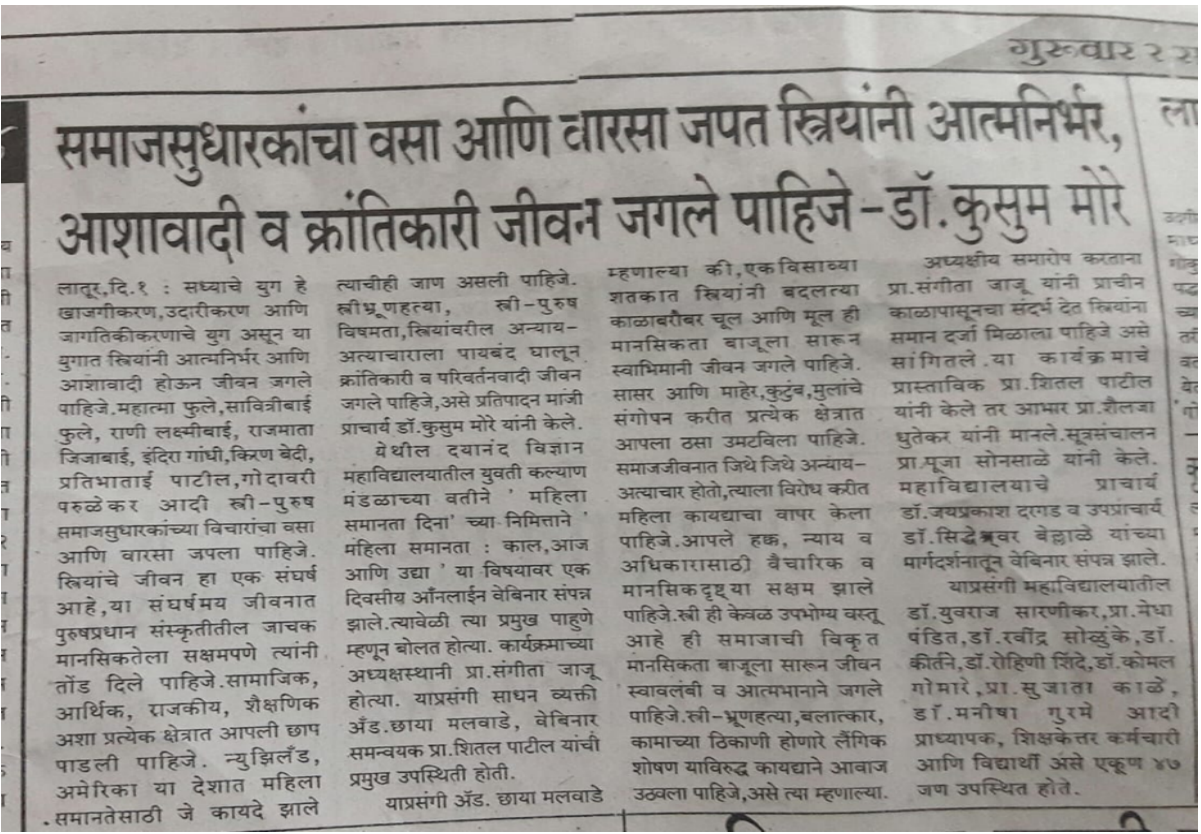 गुरूवार २
समाजसुधारकांचा वसा आणि वारसा जपत स्त्रियांनी आत्मनिर्भर,
आशावादी व क्रांतिकारी जीवन जगले पाहिजे -डॉ.कुसुम मोरे
लातूर,दि.१ : सध्याचे युग हे
खाजगीकरण,उदारीकरण आणि
जागतिकीकरणाचे युग असून या
युगात स्त्रियांनी आत्मनिर्भर आणि
आशावादी होऊन जीवन जगले
पाहिजे.महात्मा फुले,सावित्रीबाई
फुले, राणी लक्ष्मीबाई, राजमाता
जिजाबाई, इंदिरा गांधी,किरण बेदी,
प्रतिभाताई पाटील,गोदावरी
परुळेकर आदी स्त्री-पुरुष
समाजसुधारकांच्या विचारांचा वसा
आणि वारसा जपला पाहिजे.
स्त्रियांचे जीवन हा एक संघर्ष
आहे,या संघर्षमय जीवनात
पुरुषप्रधान संस्कृतीतील जाचक
मानसिकतेला सक्षमपणे त्यांनी
तोंड दिले पाहिजे.सामाजिक,
आर्थिक, राजकीय, शैक्षणिक
अशा प्रत्येक क्षेत्रात आपली छाप
पाडली पाहिजे. न्युझिलँड,
अमेरिका या देशात महिला
समानतेसाठी जे कायदे झाले
त्याचीही जाण असली पाहिजे.
स्त्रीभ्रूणहत्या, स्त्री-पुरुष
विषमता,स्त्रियांवरील अन्याय-
अत्याचाराला पायबंद घालून
क्रांतिकारी व परिवर्तनवादी जीवन
जगले पाहिजे,असे प्रतिपादन माजी
प्राचार्य डॉ.कुसुम मोरे यांनी केले.
येथील दयानंद विज्ञान
महाविद्यालयातील युवती कल्याण
मंडळाच्या वतीने ' महिला
समानता दिना' च्या निमित्ताने '
महिला समानता : काल,आज
आणि उद्या ' या विषयावर एक
दिवसीय ऑनलाईन वेबिनार संपन्न
झाले.त्यावेळी त्या प्रमुख पाहुणे
म्हणून बोलत होत्या. कार्यक्रमाच्या
अध्यक्षस्थानी प्रा.संगीता जाजू
होत्या. याप्रसंगी साधन व्यक्ती
अँड.छाया मलवाडे, वेबिनार
समन्वयक प्रा.शितल पाटील यांची
प्रमुख उपस्थिती होती.
याप्रसंगी ॲड. छाया मलवाडे
म्हणाल्या की,एकविसाव्या
शतकात स्त्रियांनी बदलत्या
काळाबरोबर चूल आणि मूल ही
मानसिकता बाजूला सारून
स्वाभिमानी जीवन जगले पाहिजे.
सासर आणि माहेर,कुटुंब,मुलांचे
संगोपन करीत प्रत्येक क्षेत्रात
आपला ठसा उमटविला पाहिजे.
समाजजीवनात जिथे जिथे अन्याय-
अत्याचार होतो,त्याला विरोध करीत
महिला कायद्याचा वापर केला
पाहिजे.आपले हक्क, न्याय व
अधिकारासाठी वैचारिक व
मानसिकदृष्ट्या सक्षम झाले
पाहिजे.स्त्री ही केवळ उपभोग्य वस्तू
आहे ही समाजाची विकृत
मानसिकता बाजूला सारून जीवन
स्वावलंबी व आत्मभानाने जगले
पाहिजे.स्त्री-भ्रूणहत्या,बलात्कार,
कामाच्या ठिकाणी होणारे लैंगिक
शोषण याविरुद्ध कायद्याने आवाज
उठवला पाहिजे,असे त्या म्हणाल्या.
अध्यक्षीय समारोप करताना
प्रा.संगीता जाजू यांनी प्राचीन
काळापासूनचा संदर्भ देत स्त्रियांना
समान दर्जा मिळाला पाहिजे असे
सांगितले.या कार्यक्रमाचे
प्रास्ताविक प्रा.शितल पाटील
यांनी केले तर आभार प्रा.शैलजा
धुतेकर यांनी मानले.सूत्रसंचालन
प्रा.पूजा सोनसाळे यांनी केले.
महाविद्यालयाचे प्राचार्य
डॉ.जयप्रकाश दरगड व उपप्राचार्य
डॉ.सिद्धेश्वर बेल्लाळे यांच्या
मार्गदर्शनातून वेबिनार संपन्न झाले.
याप्रसंगी महाविद्यालयातील
डॉ.युवराज सारणीकर,प्रा.मेधा
पंडित,डॉ.रवींद्र सोळुंके,डॉ.
कीर्तने,डॉ.रोहिणी शिंदे,डॉ.कोमल
गोमारे,प्रा.सुजाता काळे,
डॉ.मनीषा गुरमे आदी
प्राध्यापक, शिक्षकेत्तर कर्मचारी
आणि विद्यार्थी असे एकूण ४७
जण उपस्थित होते.